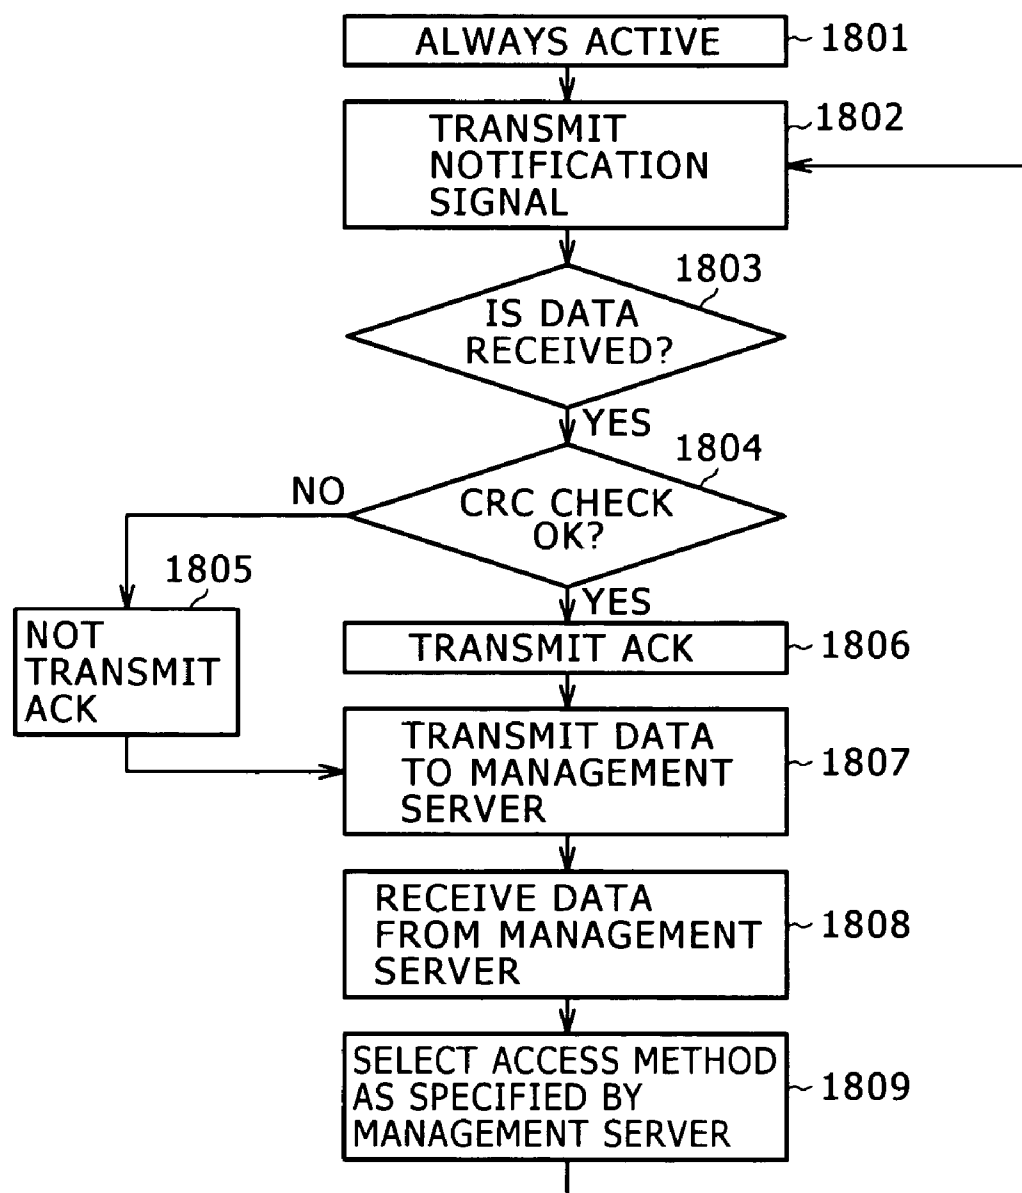 ALWAYS ACTIVE
1801
TRANSMIT
NOTIFICATION
SIGNAL
1802
1803
IS DATA
RECEIVED?
YES
1804
CRC CHECK
OK?
NO
YES
1805
NOT
TRANSMIT
ACK
TRANSMIT ACK
1806
TRANSMIT DATA
TO MANAGEMENT
SERVER
1807
RECEIVE DATA
FROM MANAGEMENT
SERVER
1808
SELECT ACCESS METHOD
AS SPECIFIED BY
MANAGEMENT SERVER
1809